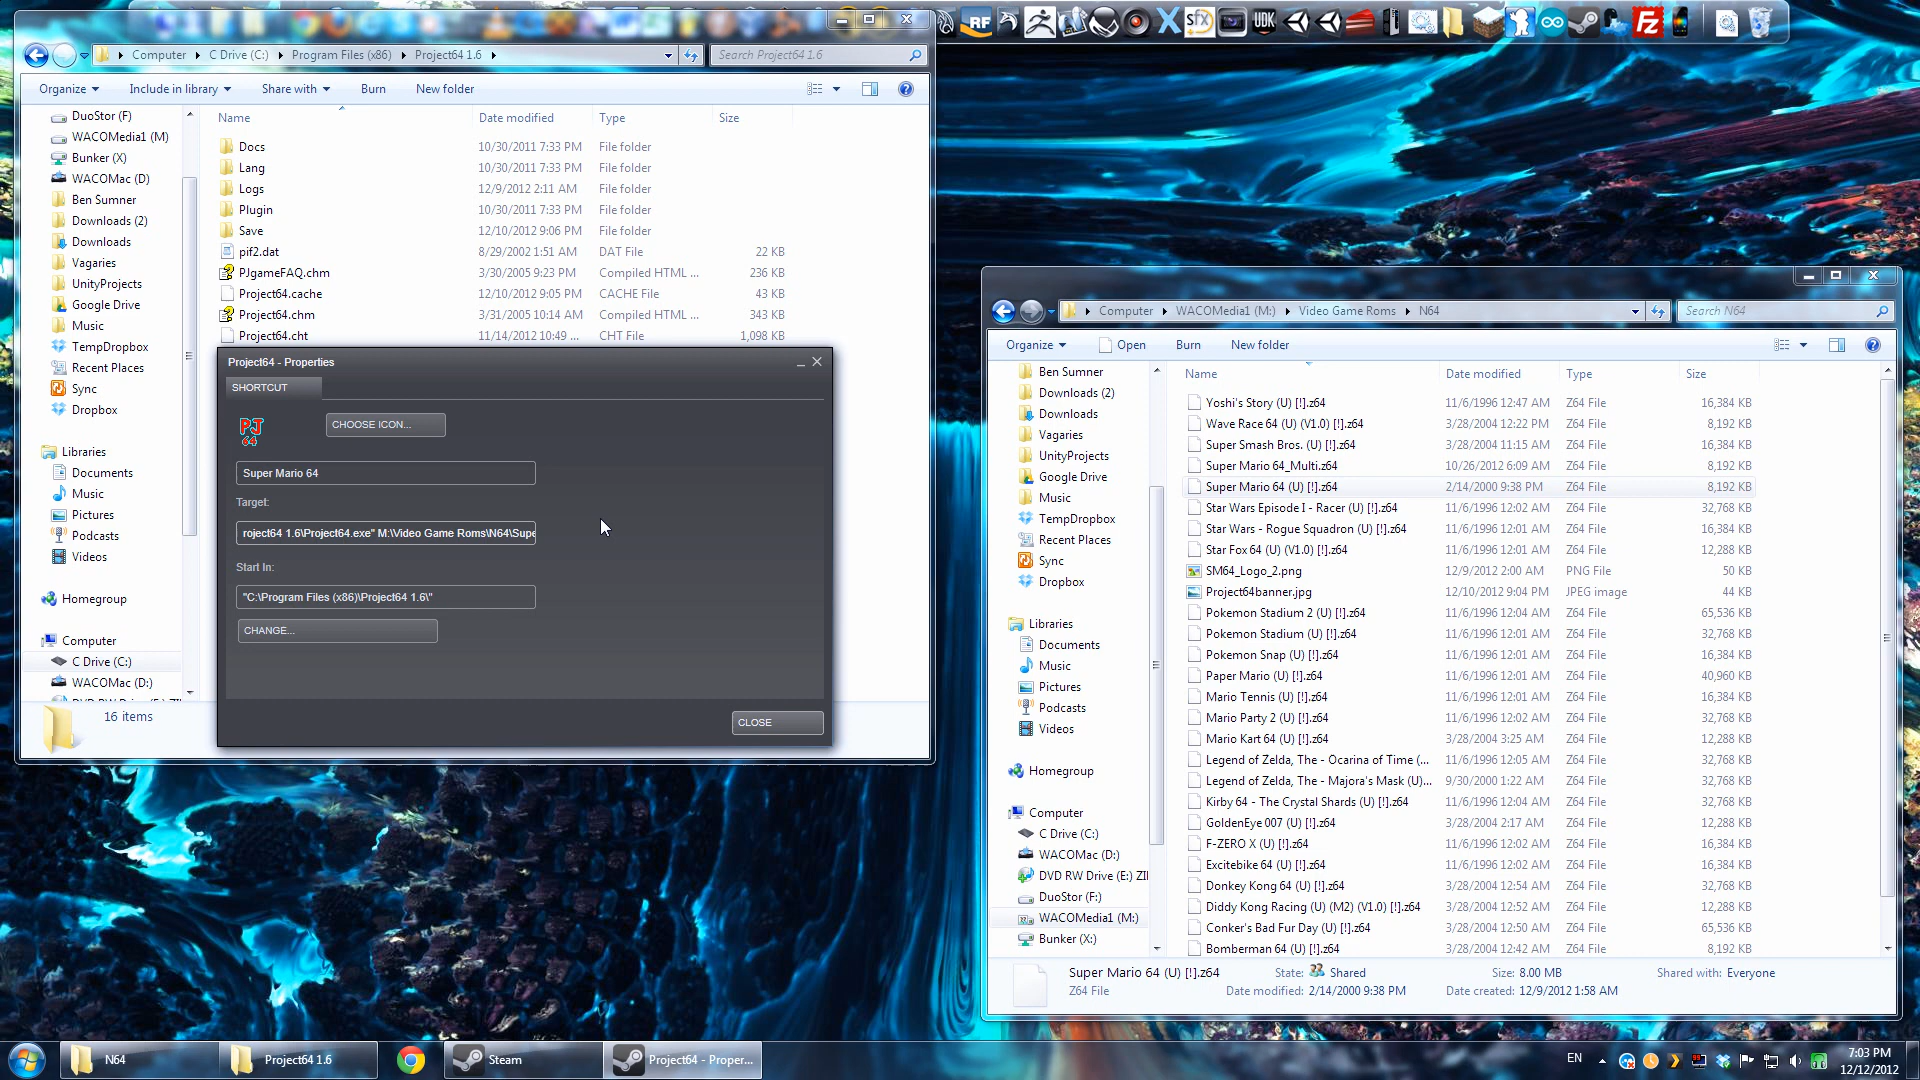 RF
sfx
UDK
Computer
C Drive (C:)
Program Files (x86)
Project64 1.6
Search Project64 1.6
Organize
Include in library
Share with
Burn
New folder
DuoStor (F)
WACOMedia1 (M)
Bunker (X)
WACOMac (D)
Ben Sumner
Downloads (2)
Downloads
Vagaries
UnityProjects
Google Drive
Music
TempDropbox
Recent Places
Sync
Dropbox
Libraries
Documents
Music
Pictures
Podcasts
Videos
Homegroup
Computer
C Drive (C:)
WACOMac (D:)
16 items
Name Date modified Type Size
Docs 10/30/2011 7:33 PM File folder
Lang 10/30/2011 7:33 PM File folder
Logs 12/9/2012 2:11 AM File folder
Plugin 10/30/2011 7:33 PM File folder
Save 12/10/2012 9:06 PM File folder
pif2.dat 8/29/2002 1:51 AM DAT File 22 KB
PJgameFAQ.chm 3/30/2005 9:23 PM Compiled HTML ... 236 KB
Project64.cache 12/10/2012 9:05 PM CACHE File 43 KB
Project64.chm 3/31/2005 10:14 AM Compiled HTML ... 343 KB
Project64.cht 11/14/2012 10:49 ... CHT File 1,098 KB
Project64 - Properties
SHORTCUT
PJ
64
CHOOSE ICON...
Super Mario 64
Target:
roject64 1.6\Project64.exe" M:\Video Game Roms\N64\Supe
Start In:
"C:\Program Files (x86)\Project64 1.6\"
CHANGE...
CLOSE
Computer
WACOMedia1 (M:)
Video Game Roms
N64
Search N64
Organize
Open
Burn
New folder
Ben Sumner
Downloads (2)
Downloads
Vagaries
UnityProjects
Google Drive
Music
TempDropbox
Recent Places
Sync
Dropbox
Libraries
Documents
Music
Pictures
Podcasts
Videos
Homegroup
Computer
C Drive (C:)
WACOMac (D:)
DVD RW Drive (E:) ZI
DuoStor (F:)
WACOMedia1 (M:)
Bunker (X:)
Name Date modified Type Size
Yoshi's Story (U) [!].z64 11/6/1996 12:47 AM Z64 File 16,384 KB
Wave Race 64 (U) (V1.0) [!].z64 3/28/2004 12:22 PM Z64 File 8,192 KB
Super Smash Bros. (U) [!].z64 3/28/2004 11:15 AM Z64 File 16,384 KB
Super Mario 64_Multi.z64 10/26/2012 6:09 AM Z64 File 8,192 KB
Super Mario 64 (U) [!].z64 2/14/2000 9:38 PM Z64 File 8,192 KB
Star Wars Episode I - Racer (U) [!].z64 11/6/1996 12:02 AM Z64 File 32,768 KB
Star Wars - Rogue Squadron (U) [!].z64 11/6/1996 12:01 AM Z64 File 16,384 KB
Star Fox 64 (U) (V1.0) [!].z64 11/6/1996 12:01 AM Z64 File 12,288 KB
SM64_Logo_2.png 12/9/2012 2:00 AM PNG File 50 KB
Project64banner.jpg 12/10/2012 9:04 PM JPEG image 44 KB
Pokemon Stadium 2 (U) [!].z64 11/6/1996 12:04 AM Z64 File 65,536 KB
Pokemon Stadium (U) [!].z64 11/6/1996 12:01 AM Z64 File 32,768 KB
Pokemon Snap (U) [!].z64 11/6/1996 12:01 AM Z64 File 16,384 KB
Paper Mario (U) [!].z64 11/6/1996 12:01 AM Z64 File 40,960 KB
Mario Tennis (U) [!].z64 11/6/1996 12:01 AM Z64 File 16,384 KB
Mario Party 2 (U) [!].z64 11/6/1996 12:02 AM Z64 File 32,768 KB
Mario Kart 64 (U) [!].z64 3/28/2004 3:25 AM Z64 File 12,288 KB
Legend of Zelda, The - Ocarina of Time (... 11/6/1996 12:05 AM Z64 File 32,768 KB
Legend of Zelda, The - Majora's Mask (U)... 9/30/2000 1:22 AM Z64 File 32,768 KB
Kirby 64 - The Crystal Shards (U) [!].z64 11/6/1996 12:04 AM Z64 File 32,768 KB
GoldenEye 007 (U) [!].z64 3/28/2004 2:17 AM Z64 File 12,288 KB
F-ZERO X (U) [!].z64 11/6/1996 12:02 AM Z64 File 16,384 KB
Excitebike 64 (U) [!].z64 11/6/1996 12:02 AM Z64 File 16,384 KB
Donkey Kong 64 (U) [!].z64 3/28/2004 12:54 AM Z64 File 32,768 KB
Diddy Kong Racing (U) (M2) (V1.0) [!].z64 3/28/2004 12:52 AM Z64 File 12,288 KB
Conker's Bad Fur Day (U) [!].z64 3/28/2004 12:50 AM Z64 File 65,536 KB
Bomberman 64 (U) [!].z64 3/28/2004 12:42 AM Z64 File 8,192 KB
Super Mario 64 (U) [!].z64 State: Shared Size: 8.00 MB Shared with: Everyone
Z64 File Date modified: 2/14/2000 9:38 PM Date created: 12/9/2012 1:58 AM
N64
Project64 1.6
Steam
Project64 - Proper...
EN
7:03 PM
12/12/2012